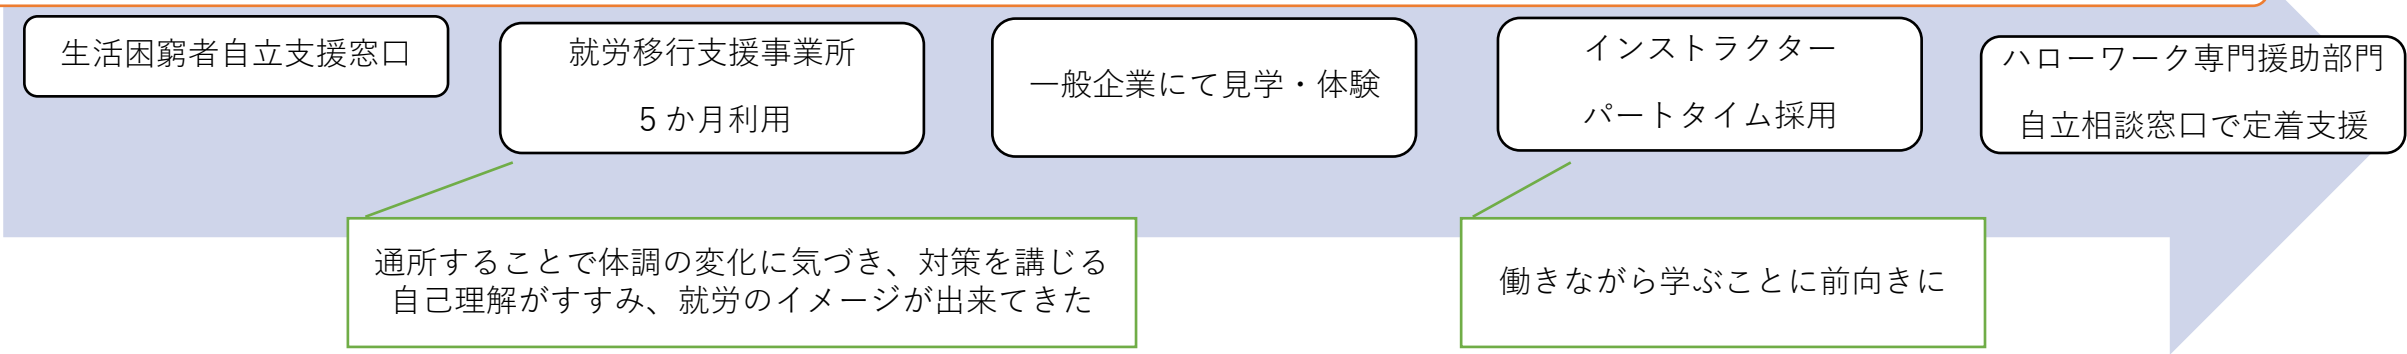 生活困窮者自立支援窓口
就労移行支援事業所
5か月利用
一般企業にて見学・体験
インストラクター
パートタイム採用
ハローワーク専門援助部門
自立相談窓口で定着支援
通所することで体調の変化に気づき、対策を講じる
自己理解がすすみ、就労のイメージが出来てきた
働きながら学ぶことに前向きに